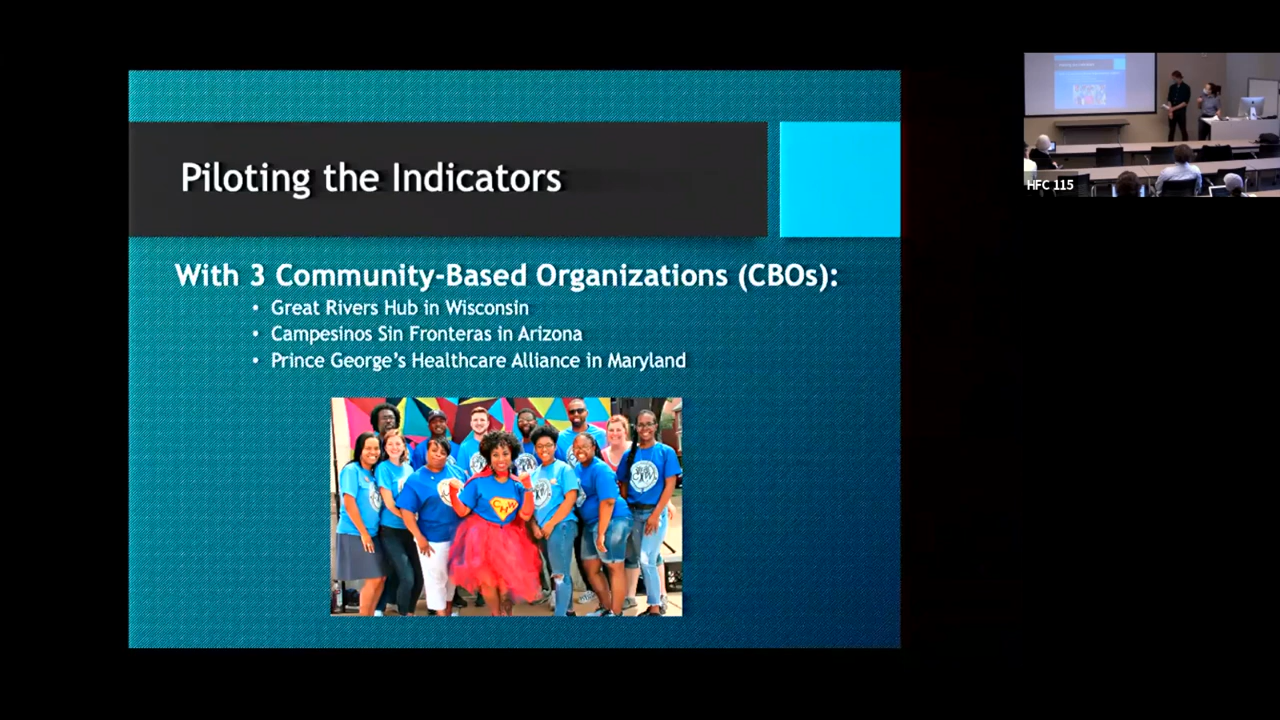 Piloting the Indicators
With 3 Community-Based Organizations (CBOs):
• Great Rivers Hub in Wisconsin
• Campesinos Sin Fronteras in Arizona
• Prince George's Healthcare Alliance in Maryland
HFC 115